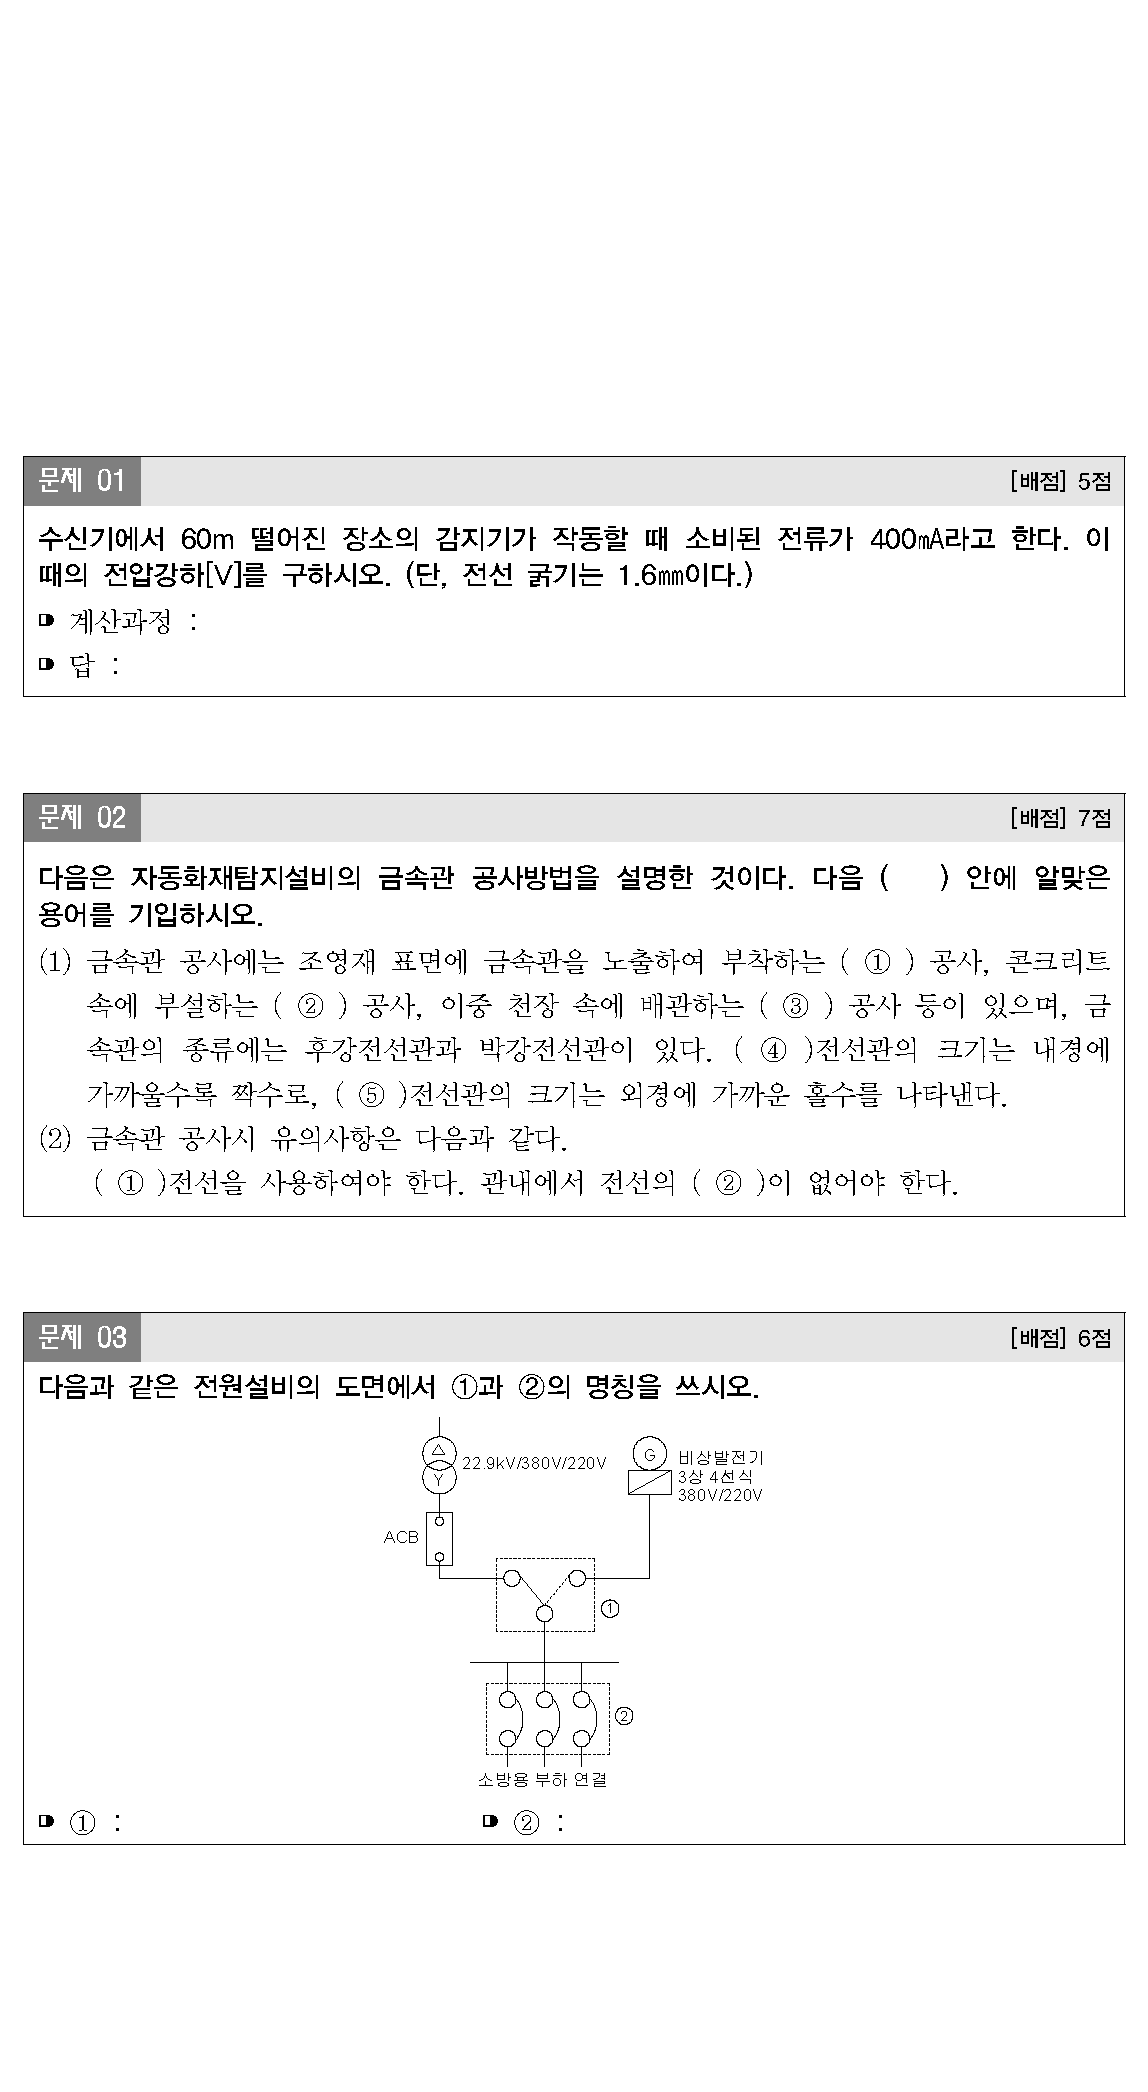 문제 01 [배점] 5점
수신기에서 60m 떨어진 장소의 감지기가 작동할 때 소비된 전류가 400㎃라고 한다. 이
때의 전압강하[V]를 구하시오. (단, 전선 굵기는 1.6㎜이다.)
계산과정 :
답 :
문제 02 [배점] 7점
다음은 자동화재탐지설비의 금속관 공사방법을 설명한 것이다. 다음 ( ) 안에 알맞은
용어를 기입하시오.
(1) 금속관 공사에는 조영재 표면에 금속관을 노출하여 부착하는 ( ① ) 공사, 콘크리트
속에 부설하는 ( ② ) 공사, 이중 천장 속에 배관하는 ( ③ ) 공사 등이 있으며, 금
속관의 종류에는 후강전선관과 박강전선관이 있다. ( ④ )전선관의 크기는 내경에
가까울수록 짝수로, ( ⑤ )전선관의 크기는 외경에 가까운 홀수를 나타낸다.
(2) 금속관 공사시 유의사항은 다음과 같다.
( ① )전선을 사용하여야 한다. 관내에서 전선의 ( ② )이 없어야 한다.
문제 03 [배점] 6점
다음과 같은 전원설비의 도면에서 ①과 ②의 명칭을 쓰시오.
△
Y
22.9kV/380V/220V
G
비상발전기
3상 4선식
380V/220V
ACB
①
②
소방용 부하 연결
① : ② :